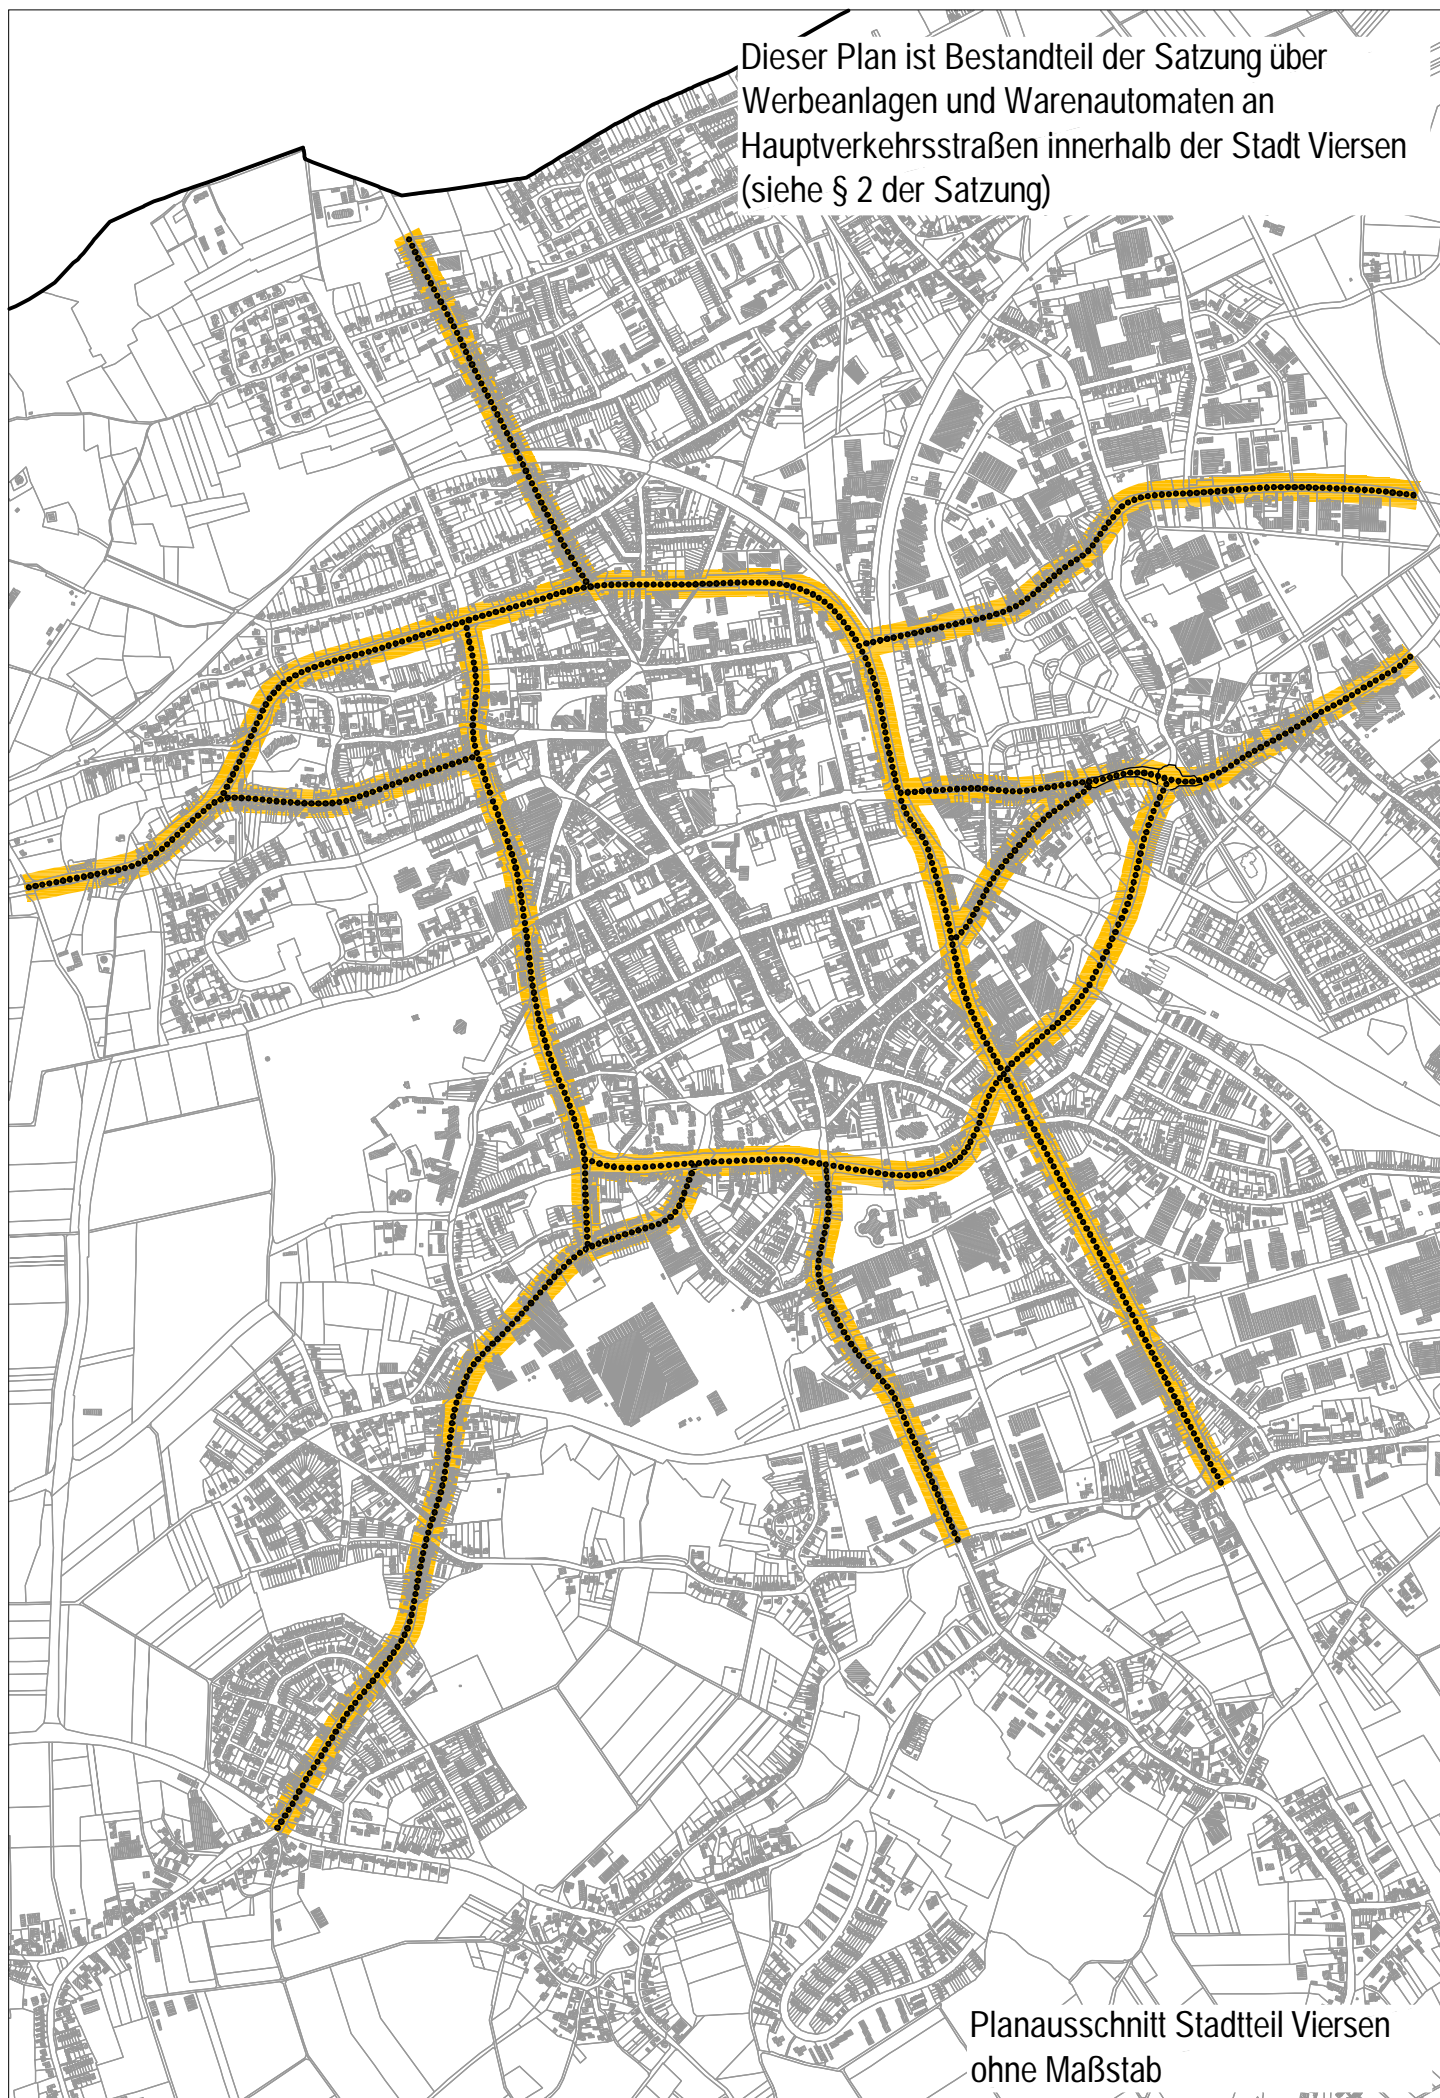 Dieser Plan ist Bestandteil der Satzung über
Werbeanlagen und Warenautomaten an
Hauptverkehrsstraßen innerhalb der Stadt Viersen
(siehe § 2 der Satzung)
Planausschnitt Stadtteil Viersen
ohne Maßstab